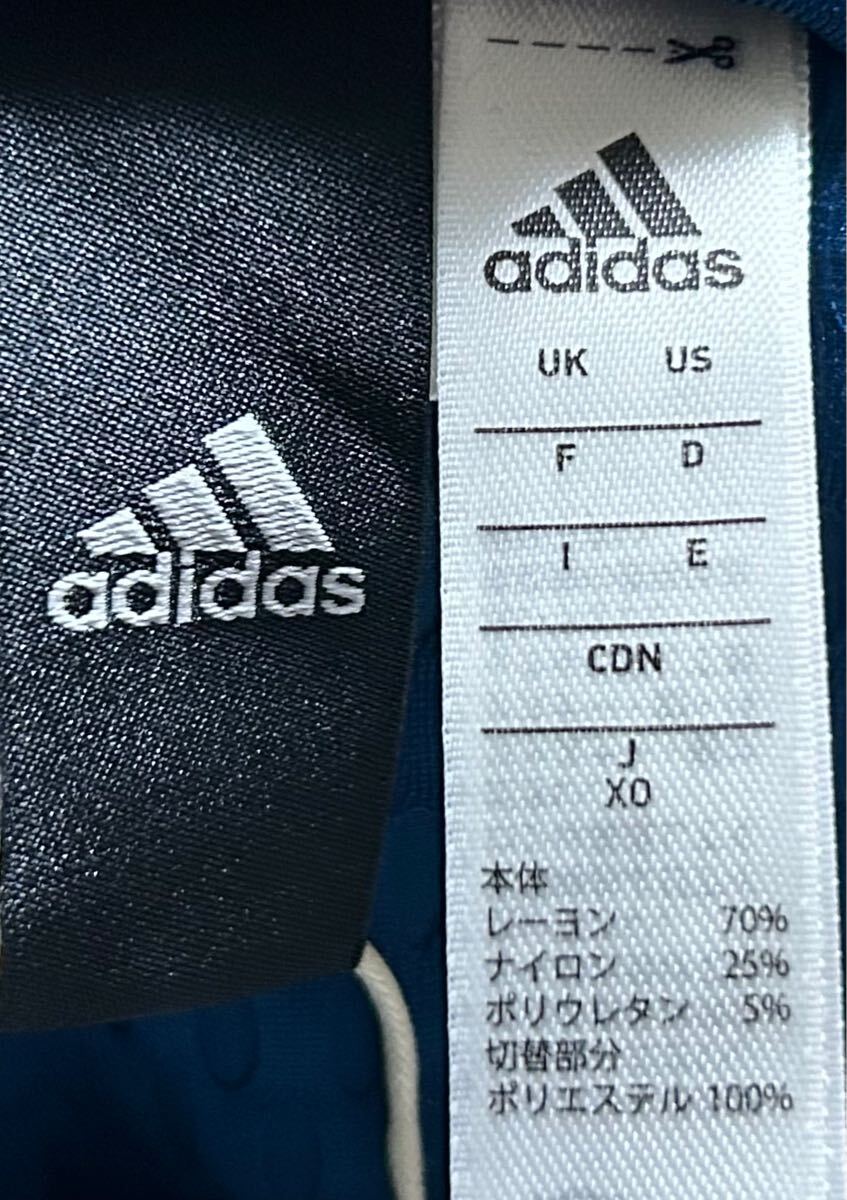 adidas
adidas
UK US
F D
I E
CDN
J
XO
本体
レーヨン 70%
ナイロン 25%
ポリウレタン 5%
切替部分
ポリエステル 100%